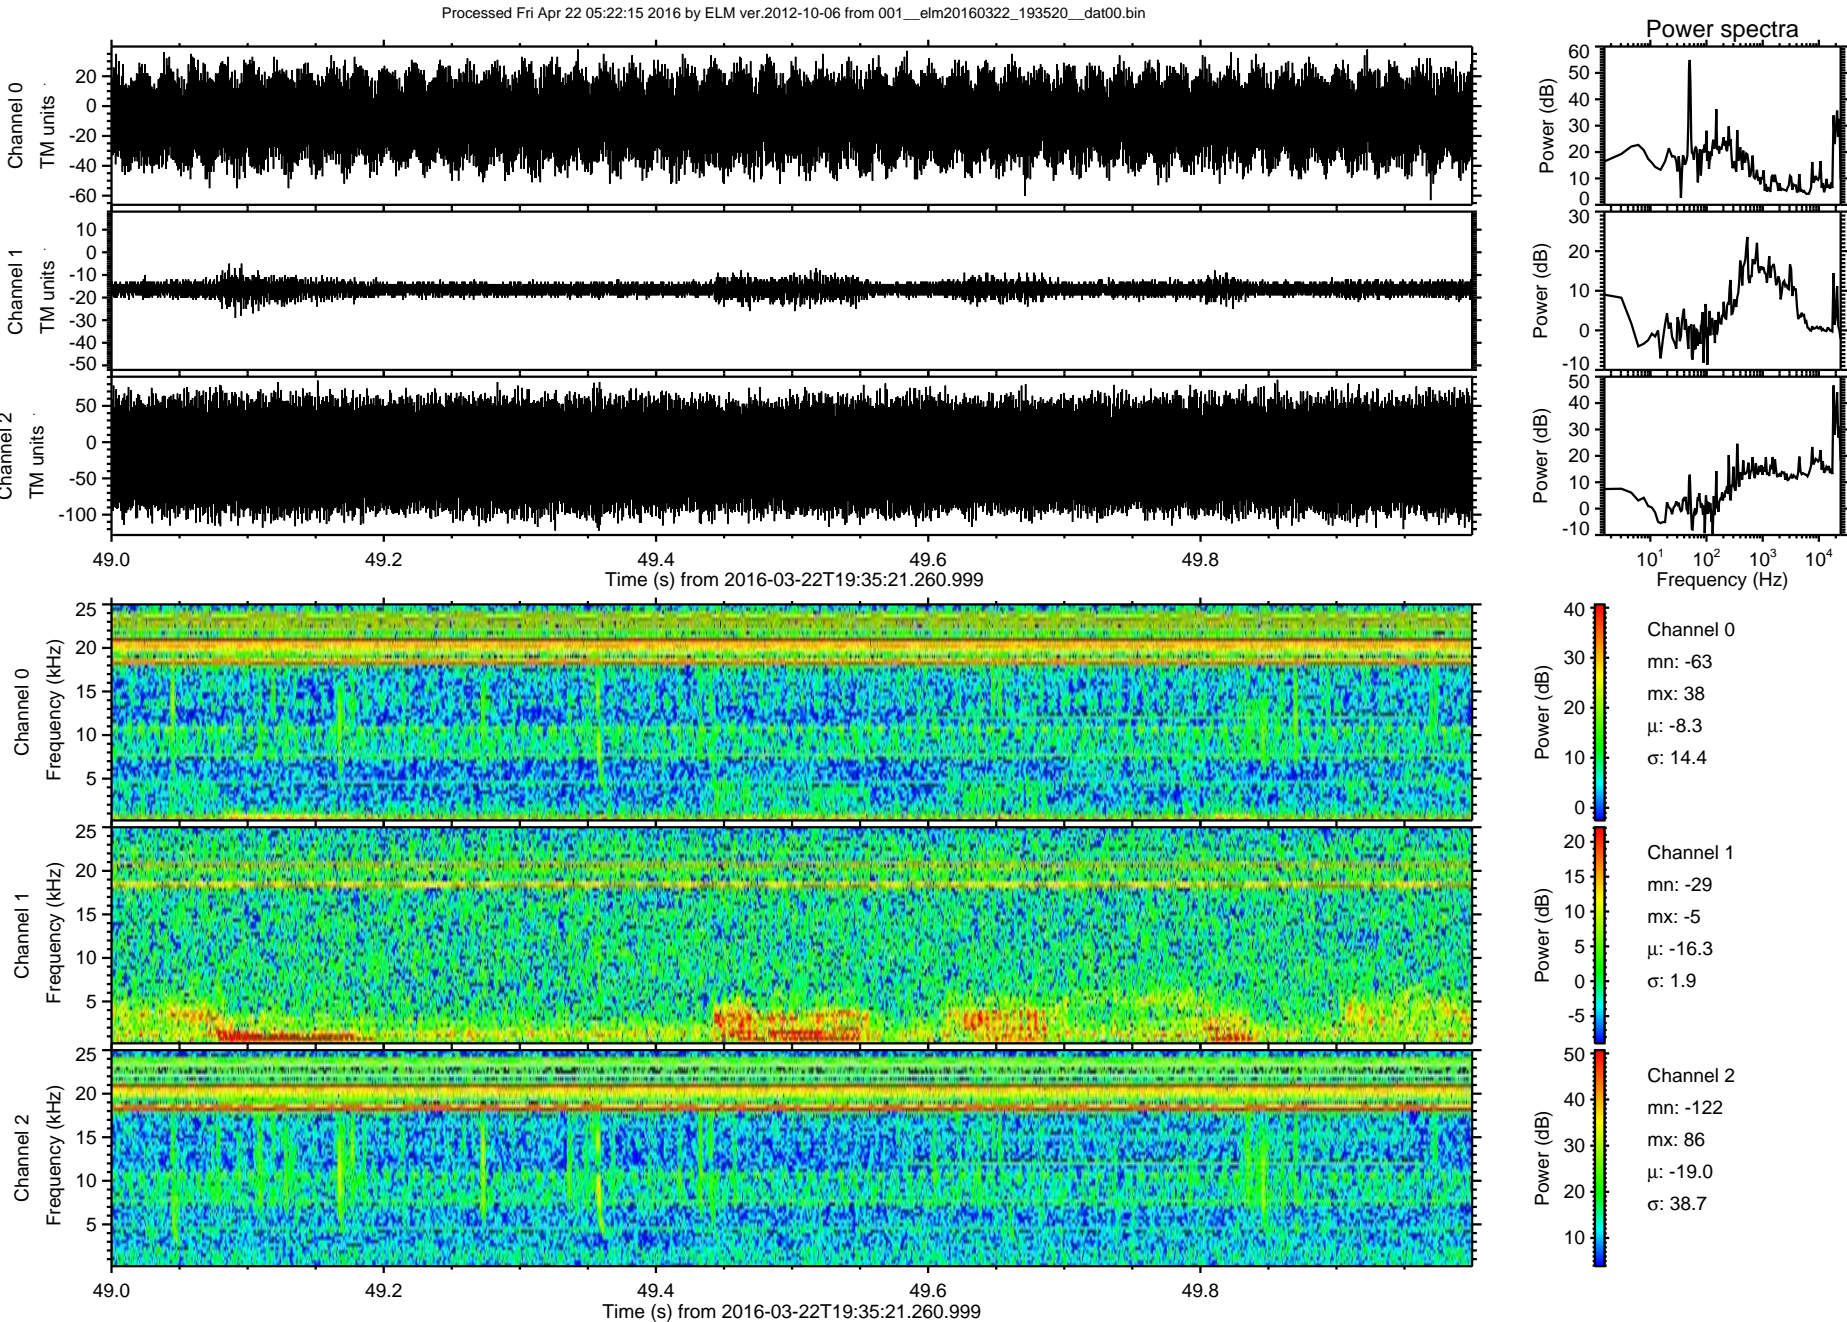 Processed Fri Apr 22 05:22:15 2016 by ELM ver.2012-10-06 from 001__elm20160322_193520__dat00.bin
Power spectra
Channel 0
TM units
20
0
-20
-40
-60
Power (dB)
60
50
40
30
20
10
0
Channel 1
TM units
10
0
-10
-20
-30
-40
-50
Power (dB)
30
20
10
0
-10
Channel 2
TM units
50
0
-50
-100
Power (dB)
50
40
30
20
10
0
-10
49.0 49.2 49.4 49.6 49.8
Time (s) from 2016-03-22T19:35:21.260.999
10^1 10^2 10^3 10^4
Frequency (Hz)
Channel 0
Frequency (kHz)
25
20
15
10
5
Power (dB)
40
30
20
10
0
Channel 0
mn: -63
mx: 38
μ: -8.3
σ: 14.4
Channel 1
Frequency (kHz)
25
20
15
10
5
Power (dB)
20
15
10
5
0
-5
Channel 1
mn: -29
mx: -5
μ: -16.3
σ: 1.9
Channel 2
Frequency (kHz)
25
20
15
10
5
Power (dB)
50
40
30
20
10
Channel 2
mn: -122
mx: 86
μ: -19.0
σ: 38.7
49.0 49.2 49.4 49.6 49.8
Time (s) from 2016-03-22T19:35:21.260.999